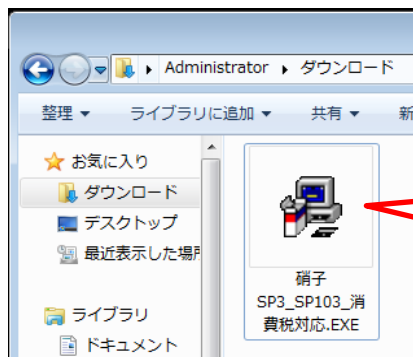 Administrator ダウンロード
整理 ライブラリに追加 共有 新
お気に入り
ダウンロード
デスクトップ
最近表示した場所
ライブラリ
ドキュメント
硝子
SP3_SP103_消
費税対応.EXE